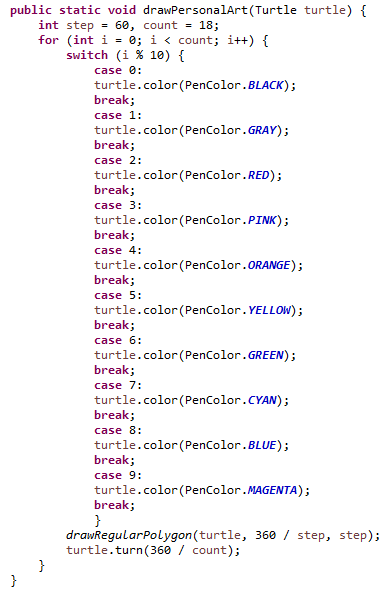 public static void drawPersonalArt(Turtle turtle) {
    int step = 60, count = 18;
    for (int i = 0; i < count; i++) {
        switch (i % 10) {
            case 0:
            turtle.color(PenColor.BLACK);
            break;
            case 1:
            turtle.color(PenColor.GRAY);
            break;
            case 2:
            turtle.color(PenColor.RED);
            break;
            case 3:
            turtle.color(PenColor.PINK);
            break;
            case 4:
            turtle.color(PenColor.ORANGE);
            break;
            case 5:
            turtle.color(PenColor.YELLOW);
            break;
            case 6:
            turtle.color(PenColor.GREEN);
            break;
            case 7:
            turtle.color(PenColor.CYAN);
            break;
            case 8:
            turtle.color(PenColor.BLUE);
            break;
            case 9:
            turtle.color(PenColor.MAGENTA);
            break;
            }
        drawRegularPolygon(turtle, 360 / step, step);
        turtle.turn(360 / count);
    }
}